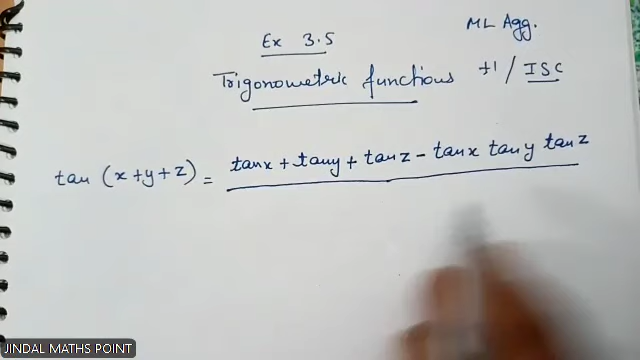 Ex 3.5
ML Agg.
Trigonometric functions +1 / ISC
tan (x+y+z) = tanx + tany + tanz - tanx tany tanz
JINDAL MATHS POINT